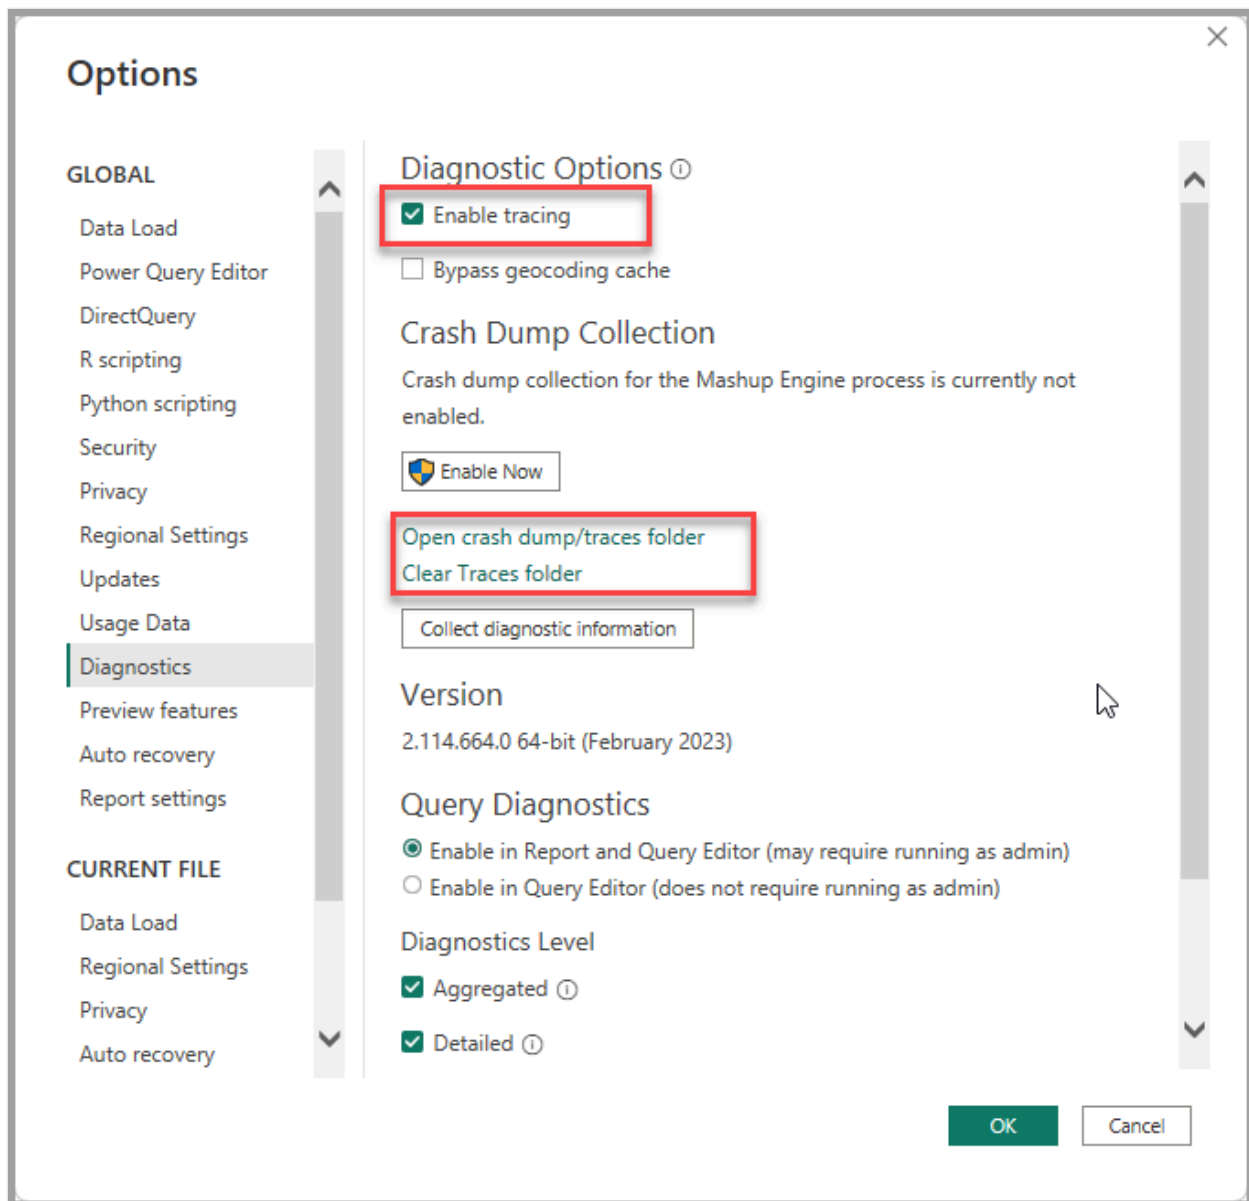 Options
GLOBAL
Data Load
Power Query Editor
DirectQuery
R scripting
Python scripting
Security
Privacy
Regional Settings
Updates
Usage Data
Diagnostics
Preview features
Auto recovery
Report settings
CURRENT FILE
Data Load
Regional Settings
Privacy
Auto recovery
Diagnostic Options
Enable tracing
Bypass geocoding cache
Crash Dump Collection
Crash dump collection for the Mashup Engine process is currently not
enabled.
Enable Now
Open crash dump/traces folder
Clear Traces folder
Collect diagnostic information
Version
2.114.664.0 64-bit (February 2023)
Query Diagnostics
Enable in Report and Query Editor (may require running as admin)
Enable in Query Editor (does not require running as admin)
Diagnostics Level
Aggregated
Detailed
OK
Cancel